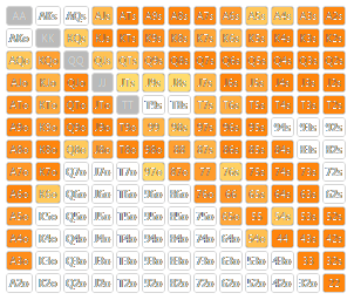 AA AKs AQs AJs ATs A9s A8s A7s A6s A5s A4s A3s A2s
AKo KK KQs KJs KTs K9s K8s K7s K6s K5s K4s K3s K2s
AQo KQo QQ QJs QTs Q9s Q8s Q7s Q6s Q5s Q4s Q3s Q2s
AJo KJo QJo JJ JTs J9s J8s J7s J6s J5s J4s J3s J2s
ATo KTo QTo JTo TT T9s T8s T7s T6s T5s T4s T3s T2s
A9o K9o Q9o J9o T9o 99 98s 97s 96s 95s 94s 93s 92s
A8o K8o Q8o J8o T8o 98o 88 87s 86s 85s 84s 83s 82s
A7o K7o Q7o J7o T7o 97o 87o 77 76s 75s 74s 73s 72s
A6o K6o Q6o J6o T6o 96o 86o 76o 66 65s 64s 63s 62s
A5o K5o Q5o J5o T5o 95o 85o 75o 65o 55 54s 53s 52s
A4o K4o Q4o J4o T4o 94o 84o 74o 64o 54o 44 43s 42s
A3o K3o Q3o J3o T3o 93o 83o 73o 63o 53o 43o 33 32s
A2o K2o Q2o J2o T2o 92o 82o 72o 62o 52o 42o 32o 22